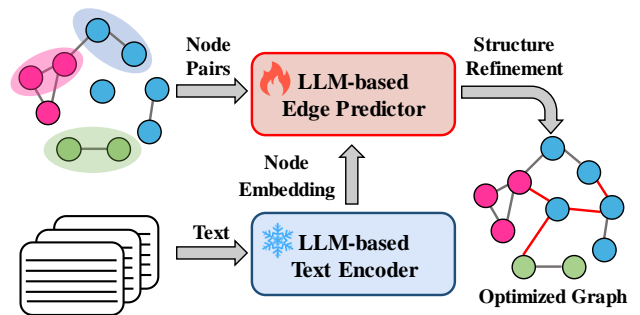 Node
Pairs
LLM-based
Edge Predictor
Structure
Refinement
Node
Embedding
Text
LLM-based
Text Encoder
Optimized Graph